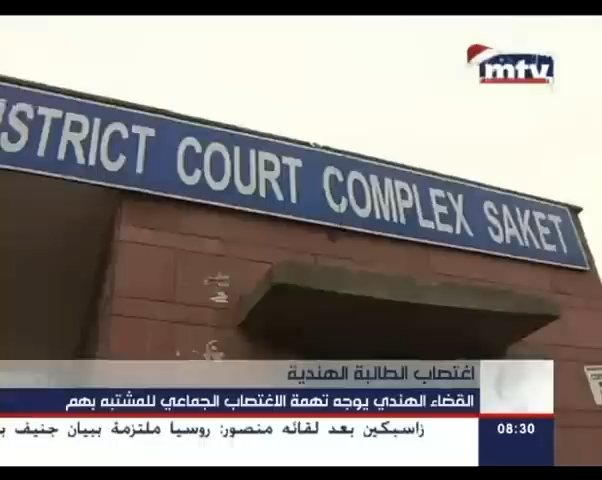 mtv
ISTRICT COURT COMPLEX SAKET
اغتصاب الطالبة الهندية
القضاء الهندي يوجه تهمة الاغتصاب الجماعي للمشتبه بهم
زاسبكين بعد لقائه منصور: روسيا ملتزمة ببيان جنيف
08:30